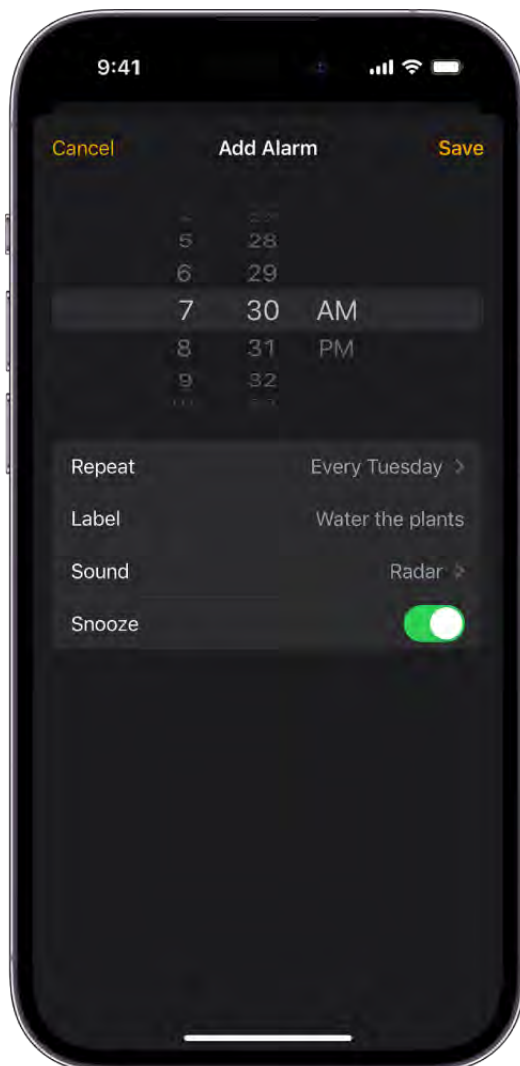 9:41
Cancel Add Alarm Save
5 28
6 29
7 30 AM
8 31 PM
9 32
Repeat Every Tuesday >
Label Water the plants
Sound Radar >
Snooze